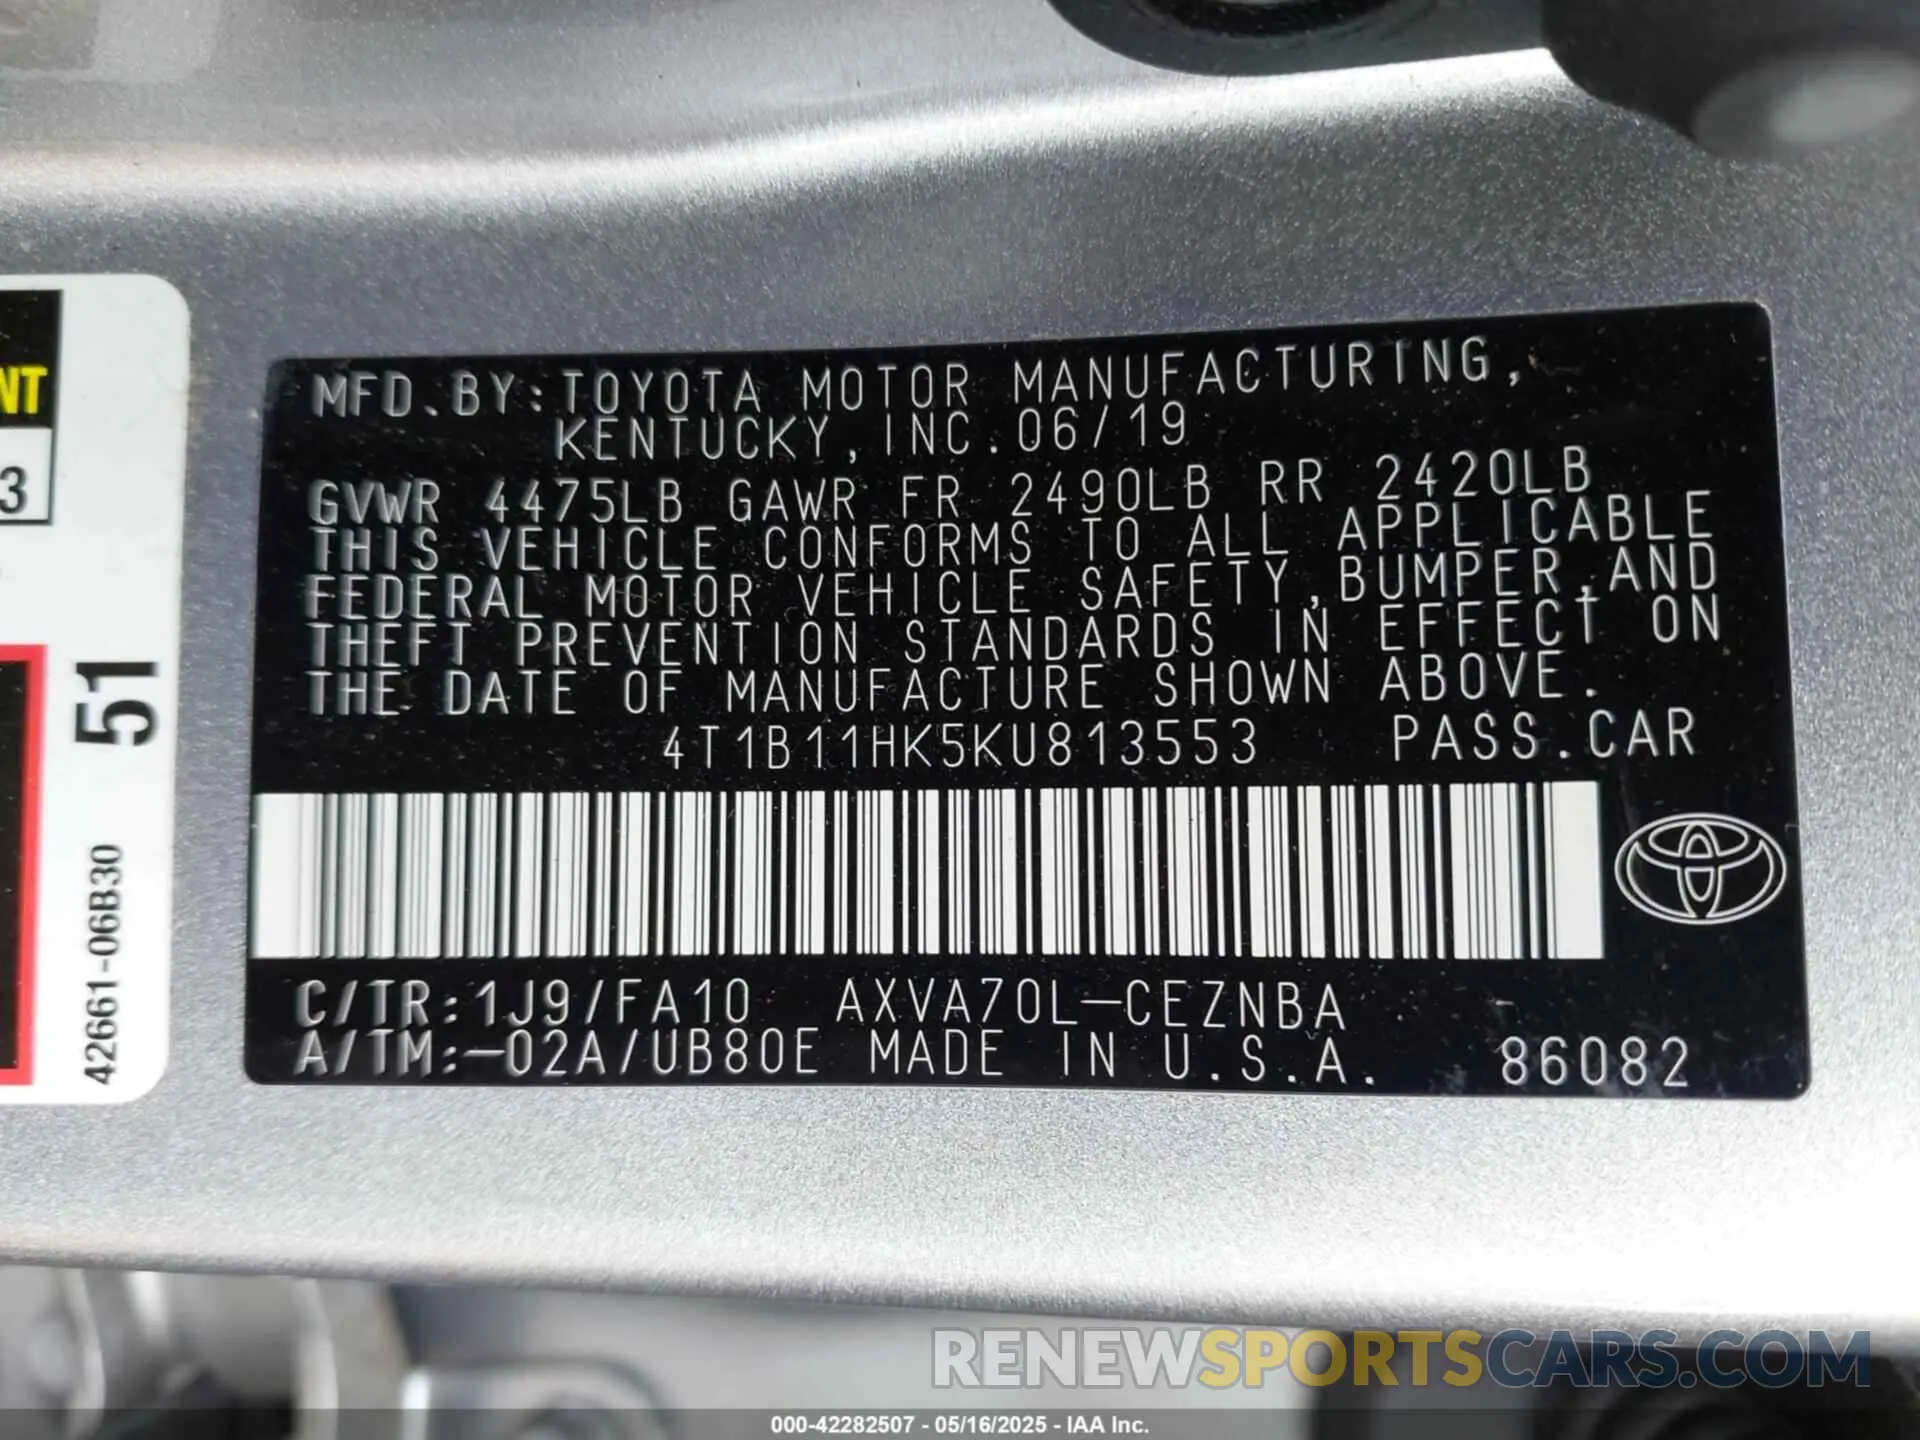 MFD.BY:TOYOTA MOTOR MANUFACTURING,
KENTUCKY,INC.06/19
GVWR 4475LB GAWR FR 2490LB RR 2420LB
THIS VEHICLE CONFORMS TO ALL APPLICABLE
FEDERAL MOTOR VEHICLE SAFETY,BUMPER,AND
THEFT PREVENTION STANDARDS IN EFFECT ON
THE DATE OF MANUFACTURE SHOWN ABOVE.
4T1B11HK5KU813553 PASS.CAR
C/TR:1J9/FA10 AXVA70L-CEZNBA -
A/TM:-02A/UB80E MADE IN U.S.A. 86082
NT
3
51
42661-06B30
RENEWSPORTSCARS.COM
000-42282507 - 05/16/2025 - IAA Inc.